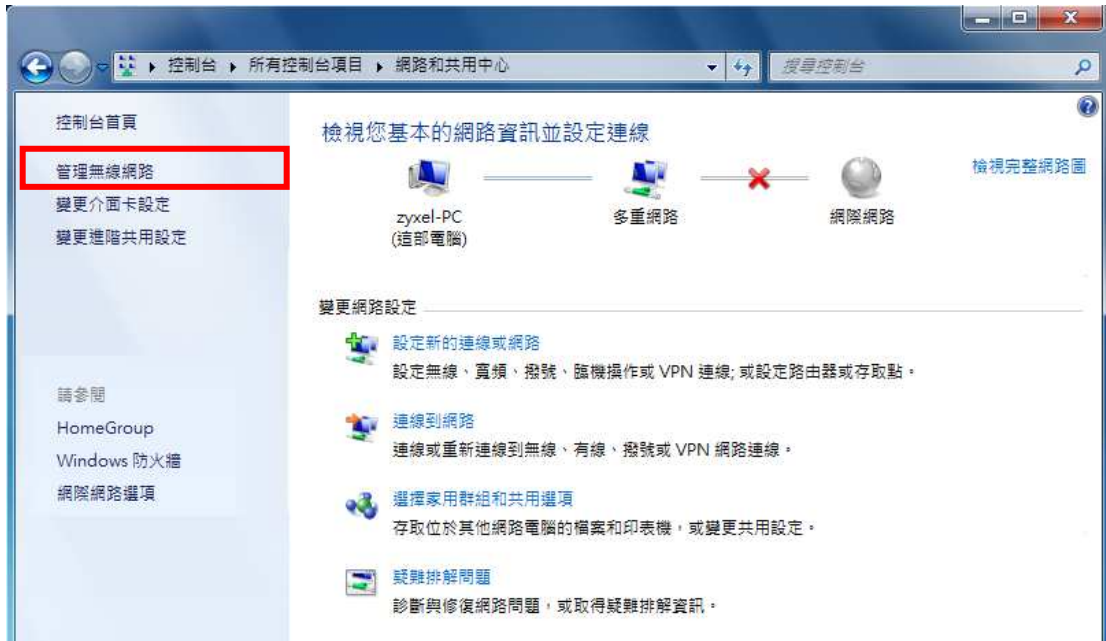 控制台 ▸ 所有控制台項目 ▸ 網路和共用中心
搜尋控制台
控制台首頁
管理無線網路
變更介面卡設定
變更進階共用設定
請參閱
HomeGroup
Windows 防火牆
網際網路選項
檢視您基本的網路資訊並設定連線
檢視完整網路圖
zyxel-PC
(這部電腦)
多重網路
網際網路
變更網路設定
設定新的連線或網路
設定無線、寬頻、撥號、臨機操作或 VPN 連線; 或設定路由器或存取點。
連線到網路
連線或重新連線到無線、有線、撥號或 VPN 網路連線。
選擇家用群組和共用選項
存取位於其他網路電腦的檔案和印表機，或變更共用設定。
疑難排解問題
診斷與修復網路問題，或取得疑難排解資訊。